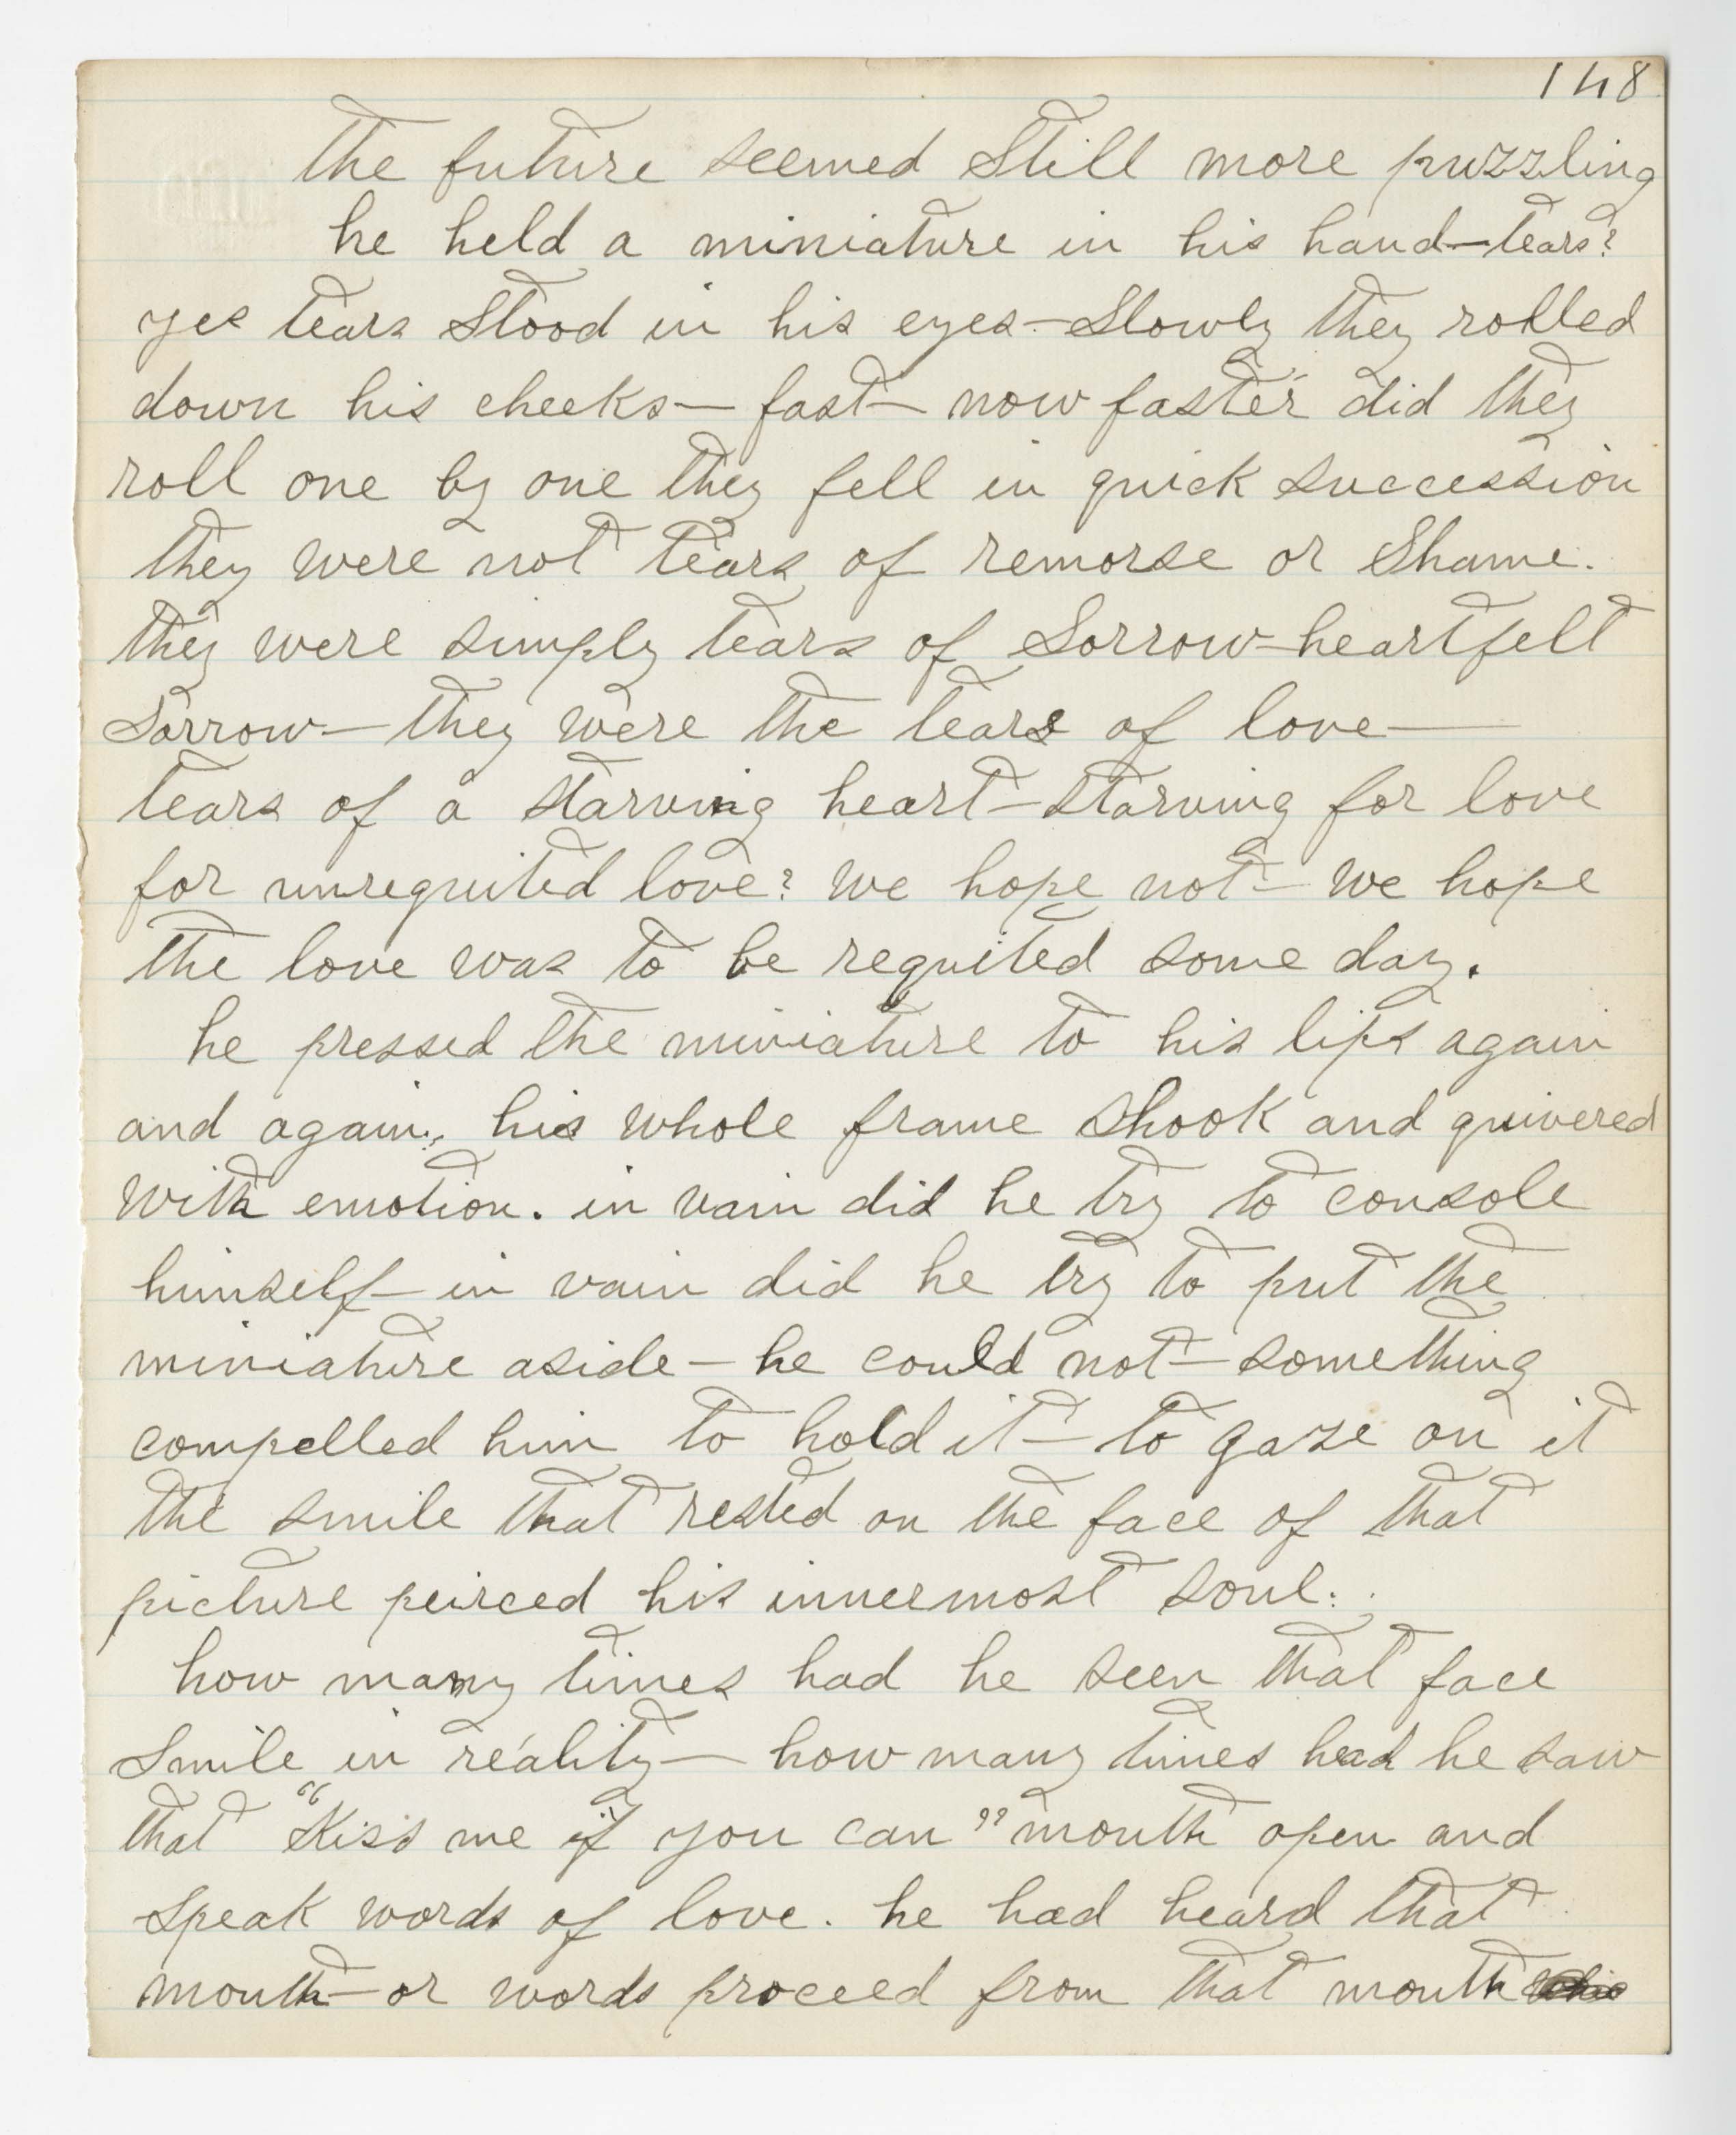 148
the future seemed still more puzzling
he held a miniature in his hand—tears?
yes tears stood in his eyes—slowly they rolled
down his cheeks—fast—now faster did they
roll one by one they fell in quick succession
they were not tears of remorse or shame.
they were simply tears of sorrow—heartfelt
sorrow—they were the tears of love—
tears of a starving heart—starving for love
for unrequited love? we hope not—we hope
the love was to be requited some day.
he pressed the miniature to his lips again
and again, his whole frame shook and quivered
with emotion. in vain did he try to console
himself—in vain did he try to put the
miniature aside—he could not—something
compelled him to hold it—to gaze on it
the smile that rested on the face of that
picture peirced his innermost soul.
how many times had he seen that face
smile in reality—how many times had he saw
that "Kiss me if you can" mouth open and
speak words of love. he had heard that
mouth—or words proceed from that mouth